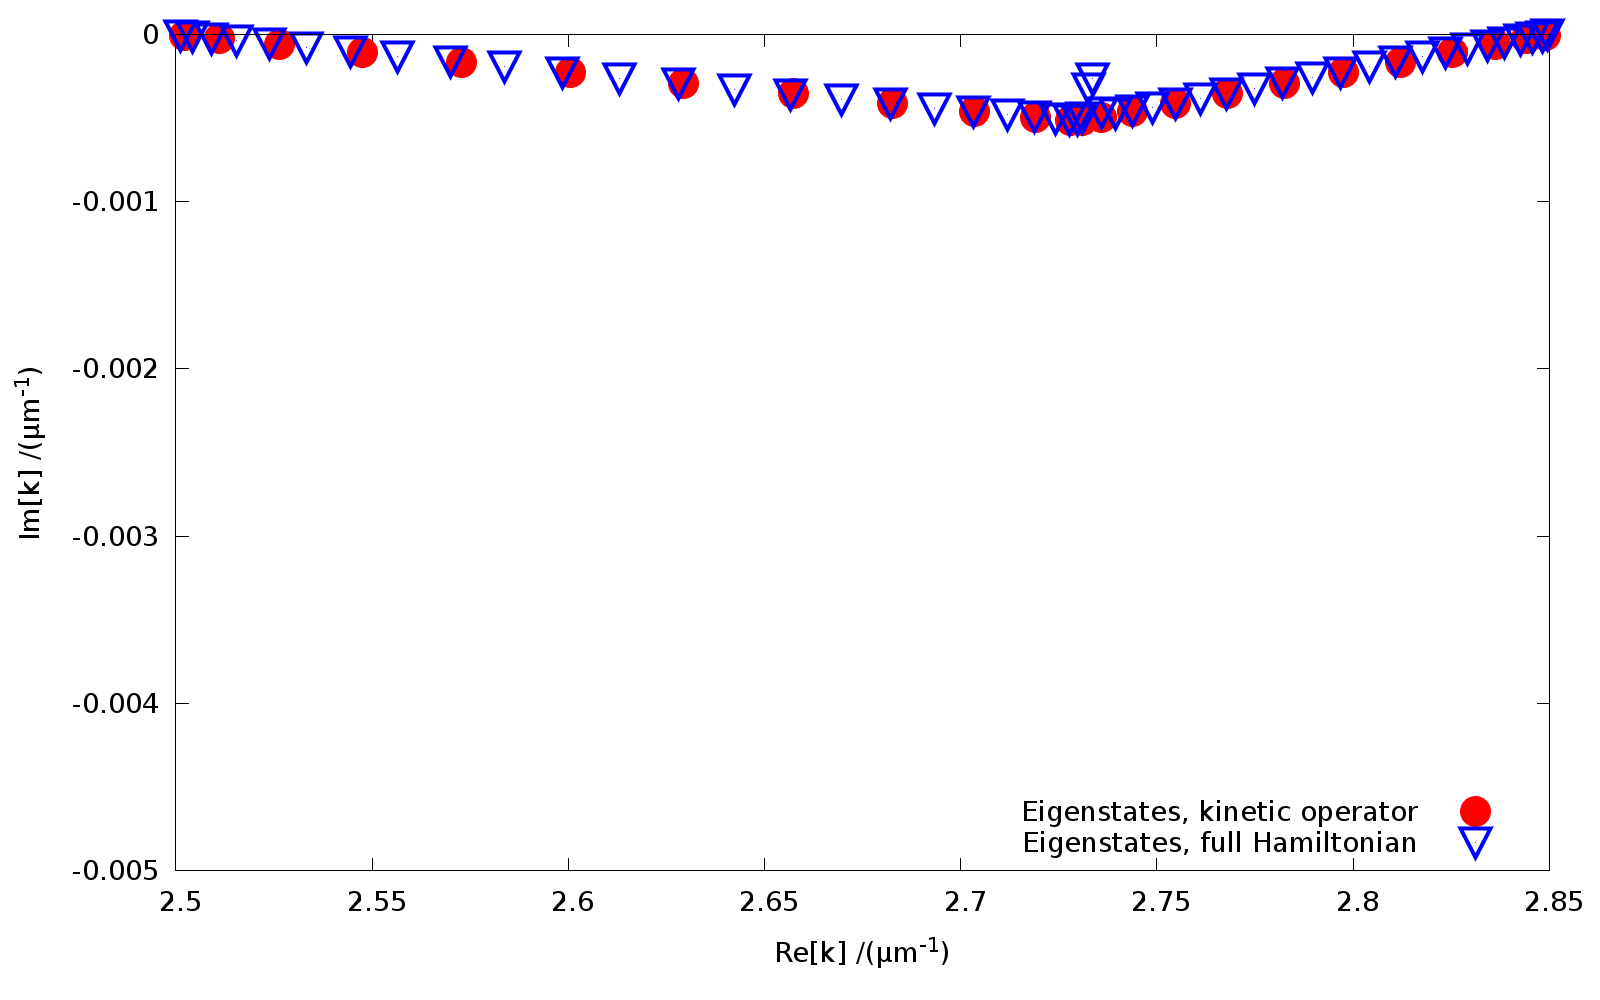 0
-0.001
-0.002
-0.003
-0.004
-0.005
2.5 2.55 2.6 2.65 2.7 2.75 2.8 2.85
Im[k] /(µm-1)
Re[k] /(µm-1)
Eigenstates, kinetic operator
Eigenstates, full Hamiltonian